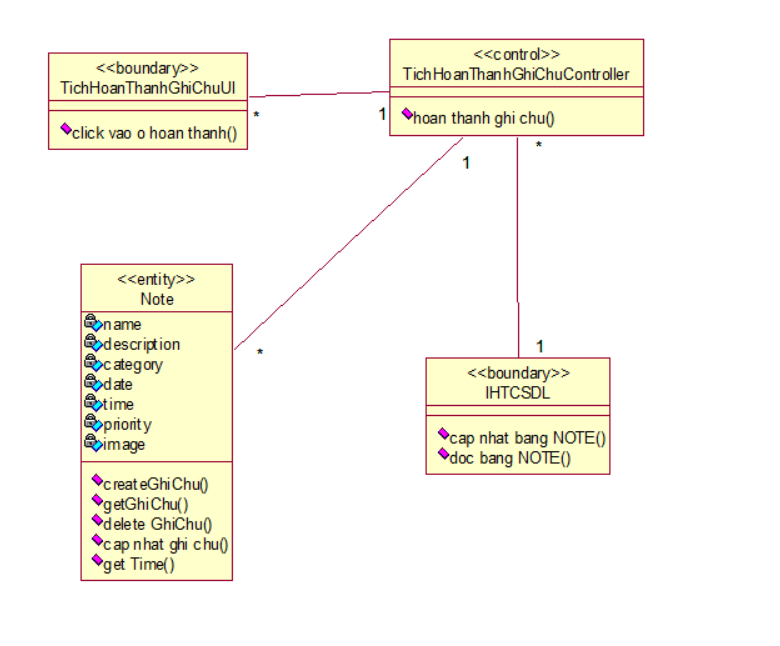 <<boundary>>
TichHoanThanhGhiChuUI
click vao o hoan thanh()
*
1
<<control>>
TichHoanThanhGhiChuController
hoan thanh ghi chu()
1
*
<<entity>>
Note
name
description
category
date
time
priority
image
createGhiChu()
getGhiChu()
delete GhiChu()
cap nhat ghi chu()
get Time()
*
1
<<boundary>>
IHTCSDL
cap nhat bang NOTE()
doc bang NOTE()